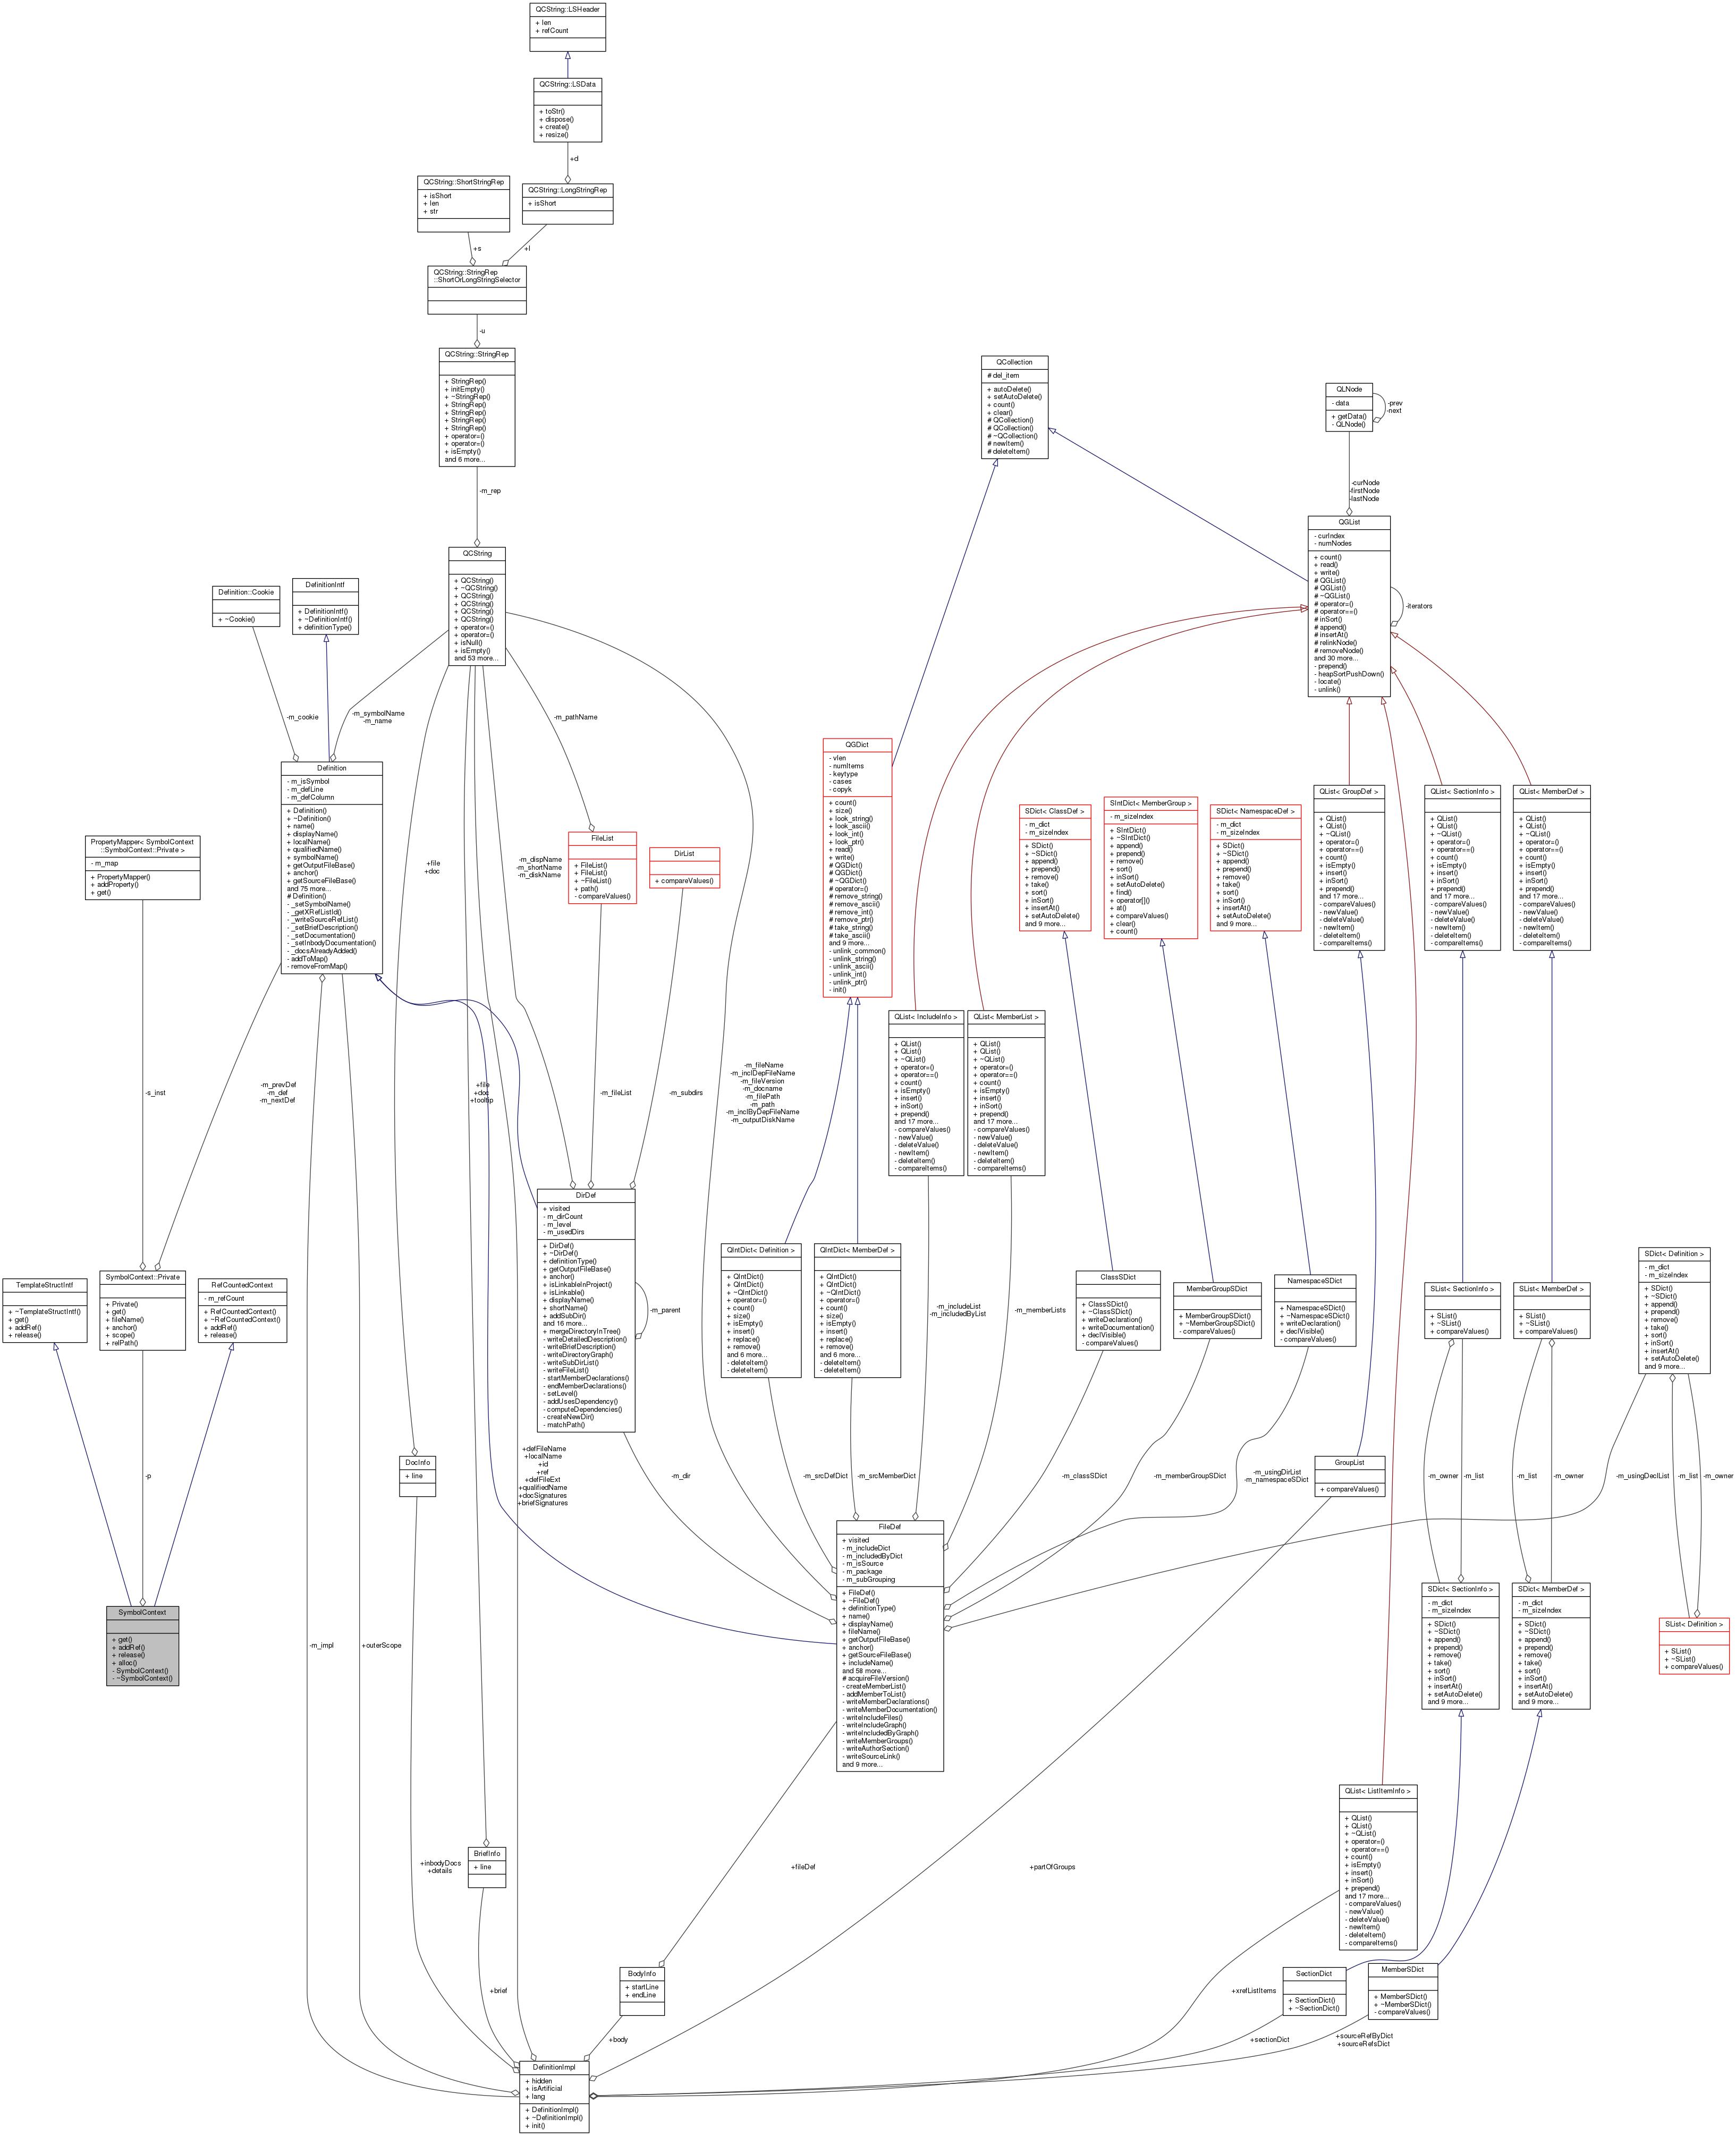 QCString::LSHeader
+ len
+ refCount
QCString::LSData
+ toStr()
+ dispose()
+ create()
+ resize()
+d
QCString::ShortStringRep
+ isShort
+ len
+ str
QCString::LongStringRep
+ isShort
+s
+l
QCString::StringRep
::ShortOrLongStringSelector
-u
QCString::StringRep
+ StringRep()
+ initEmpty()
+ ~StringRep()
+ StringRep()
+ StringRep()
+ StringRep()
+ StringRep()
+ operator=()
+ operator=()
+ isEmpty()
and 6 more...
-m_rep
QCollection
# del_item
+ autoDelete()
+ setAutoDelete()
+ count()
+ clear()
# QCollection()
# QCollection()
# ~QCollection()
# newItem()
# deleteItem()
QLNode
- data
+ getData()
- QLNode()
-prev
-next
-curNode
-firstNode
-lastNode
QGList
- curIndex
- numNodes
+ count()
+ read()
+ write()
# QGList()
# QGList()
# ~QGList()
# operator=()
# operator==()
# inSort()
# append()
# insertAt()
# relinkNode()
# removeNode()
and 30 more...
- prepend()
- heapSortPushDown()
- locate()
- unlink()
-iterators
QCString
+ QCString()
+ ~QCString()
+ QCString()
+ QCString()
+ QCString()
+ QCString()
+ operator=()
+ operator=()
+ isNull()
+ isEmpty()
and 53 more...
Definition::Cookie
+ ~Cookie()
DefinitionIntf
+ DefinitionIntf()
+ ~DefinitionIntf()
+ definitionType()
-m_cookie
-m_symbolName
-m_name
-m_pathName
Definition
- m_isSymbol
- m_defLine
- m_defColumn
+ Definition()
+ ~Definition()
+ name()
+ displayName()
+ localName()
+ qualifiedName()
+ symbolName()
+ getOutputFileBase()
+ anchor()
+ getSourceFileBase()
and 75 more...
# Definition()
- _setSymbolName()
- _getXRefListId()
- _writeSourceRefList()
- _setBriefDescription()
- _setDocumentation()
- _setInbodyDocumentation()
- _docsAlreadyAdded()
- addToMap()
- removeFromMap()
PropertyMapper< SymbolContext
::SymbolContext::Private >
- m_map
+ PropertyMapper()
+ addProperty()
+ get()
+file
+doc
-m_dispName
-m_shortName
-m_diskName
FileList
+ FileList()
+ FileList()
+ ~FileList()
+ path()
- compareValues()
DirList
+ compareValues()
QGDict
- vlen
- numItems
- keytype
- cases
- copyk
+ count()
+ size()
+ look_string()
+ look_ascii()
+ look_int()
+ look_ptr()
+ read()
+ write()
# QGDict()
# QGDict()
# ~QGDict()
# operator=()
# remove_string()
# remove_ascii()
# remove_int()
# remove_ptr()
# take_string()
# take_ascii()
and 9 more...
- unlink_common()
- unlink_string()
- unlink_ascii()
- unlink_int()
- unlink_ptr()
- init()
SDict< ClassDef >
- m_dict
- m_sizeIndex
+ SDict()
+ ~SDict()
+ append()
+ prepend()
+ remove()
+ take()
+ sort()
+ inSort()
+ insertAt()
+ setAutoDelete()
and 9 more...
SIntDict< MemberGroup >
- m_sizeIndex
+ SIntDict()
+ ~SIntDict()
+ append()
+ prepend()
+ remove()
+ sort()
+ inSort()
+ setAutoDelete()
+ find()
+ operator[]()
+ at()
+ compareValues()
+ clear()
+ count()
SDict< NamespaceDef >
- m_dict
- m_sizeIndex
+ SDict()
+ ~SDict()
+ append()
+ prepend()
+ remove()
+ take()
+ sort()
+ inSort()
+ insertAt()
+ setAutoDelete()
and 9 more...
QList< GroupDef >
+ QList()
+ QList()
+ ~QList()
+ operator=()
+ operator==()
+ count()
+ isEmpty()
+ insert()
+ inSort()
+ prepend()
and 17 more...
- compareValues()
- newValue()
- deleteValue()
- newItem()
- deleteItem()
- compareItems()
QList< SectionInfo >
+ QList()
+ QList()
+ ~QList()
+ operator=()
+ operator==()
+ count()
+ isEmpty()
+ insert()
+ inSort()
+ prepend()
and 17 more...
- compareValues()
- newValue()
- deleteValue()
- newItem()
- deleteItem()
- compareItems()
QList< MemberDef >
+ QList()
+ QList()
+ ~QList()
+ operator=()
+ operator==()
+ count()
+ isEmpty()
+ insert()
+ inSort()
+ prepend()
and 17 more...
- compareValues()
- newValue()
- deleteValue()
- newItem()
- deleteItem()
- compareItems()
QList< IncludeInfo >
+ QList()
+ QList()
+ ~QList()
+ operator=()
+ operator==()
+ count()
+ isEmpty()
+ insert()
+ inSort()
+ prepend()
and 17 more...
- compareValues()
- newValue()
- deleteValue()
- newItem()
- deleteItem()
- compareItems()
QList< MemberList >
+ QList()
+ QList()
+ ~QList()
+ operator=()
+ operator==()
+ count()
+ isEmpty()
+ insert()
+ inSort()
+ prepend()
and 17 more...
- compareValues()
- newValue()
- deleteValue()
- newItem()
- deleteItem()
- compareItems()
-s_inst
-m_prevDef
-m_def
-m_nextDef
+file
+doc
+tooltip
-m_fileList
-m_subdirs
-m_fileName
-m_inclDepFileName
-m_fileVersion
-m_docname
-m_filePath
-m_path
-m_inclByDepFileName
-m_outputDiskName
DirDef
+ visited
- m_dirCount
- m_level
- m_usedDirs
+ DirDef()
+ ~DirDef()
+ definitionType()
+ getOutputFileBase()
+ anchor()
+ isLinkableInProject()
+ isLinkable()
+ displayName()
+ shortName()
+ addSubDir()
and 16 more...
+ mergeDirectoryInTree()
- writeDetailedDescription()
- writeBriefDescription()
- writeDirectoryGraph()
- writeSubDirList()
- writeFileList()
- startMemberDeclarations()
- endMemberDeclarations()
- setLevel()
- addUsesDependency()
- computeDependencies()
- createNewDir()
- matchPath()
-m_parent
QIntDict< Definition >
+ QIntDict()
+ QIntDict()
+ ~QIntDict()
+ operator=()
+ count()
+ size()
+ isEmpty()
+ insert()
+ replace()
+ remove()
and 6 more...
- deleteItem()
- deleteItem()
QIntDict< MemberDef >
+ QIntDict()
+ QIntDict()
+ ~QIntDict()
+ operator=()
+ count()
+ size()
+ isEmpty()
+ insert()
+ replace()
+ remove()
and 6 more...
- deleteItem()
- deleteItem()
-m_includeList
-m_includedByList
-m_memberLists
ClassSDict
+ ClassSDict()
+ ~ClassSDict()
+ writeDeclaration()
+ writeDocumentation()
+ declVisible()
- compareValues()
MemberGroupSDict
+ MemberGroupSDict()
+ ~MemberGroupSDict()
- compareValues()
NamespaceSDict
+ NamespaceSDict()
+ ~NamespaceSDict()
+ writeDeclaration()
+ declVisible()
- compareValues()
SList< SectionInfo >
+ SList()
+ ~SList()
+ compareValues()
SList< MemberDef >
+ SList()
+ ~SList()
+ compareValues()
SDict< Definition >
- m_dict
- m_sizeIndex
+ SDict()
+ ~SDict()
+ append()
+ prepend()
+ remove()
+ take()
+ sort()
+ inSort()
+ insertAt()
+ setAutoDelete()
and 9 more...
TemplateStructIntf
+ ~TemplateStructIntf()
+ get()
+ addRef()
+ release()
SymbolContext::Private
+ Private()
+ get()
+ fileName()
+ anchor()
+ scope()
+ relPath()
RefCountedContext
- m_refCount
+ RefCountedContext()
+ ~RefCountedContext()
+ addRef()
+ release()
-p
DocInfo
+ line
+defFileName
+localName
+id
+ref
+defFileExt
+qualifiedName
+docSignatures
+briefSignatures
-m_dir
-m_srcDefDict
-m_srcMemberDict
-m_classSDict
-m_memberGroupSDict
-m_usingDirList
-m_namespaceSDict
GroupList
+ compareValues()
-m_owner
-m_list
-m_list
-m_owner
-m_usingDeclList
-m_list
-m_owner
FileDef
+ visited
- m_includeDict
- m_includedByDict
- m_isSource
- m_package
- m_subGrouping
+ FileDef()
+ ~FileDef()
+ definitionType()
+ name()
+ displayName()
+ fileName()
+ getOutputFileBase()
+ anchor()
+ getSourceFileBase()
+ includeName()
and 58 more...
# acquireFileVersion()
- createMemberList()
- addMemberToList()
- writeMemberDeclarations()
- writeMemberDocumentation()
- writeIncludeFiles()
- writeIncludeGraph()
- writeIncludedByGraph()
- writeMemberGroups()
- writeAuthorSection()
- writeSourceLink()
and 9 more...
SymbolContext
+ get()
+ addRef()
+ release()
+ alloc()
- SymbolContext()
- ~SymbolContext()
-m_impl
+outerScope
SDict< SectionInfo >
- m_dict
- m_sizeIndex
+ SDict()
+ ~SDict()
+ append()
+ prepend()
+ remove()
+ take()
+ sort()
+ inSort()
+ insertAt()
+ setAutoDelete()
and 9 more...
SDict< MemberDef >
- m_dict
- m_sizeIndex
+ SDict()
+ ~SDict()
+ append()
+ prepend()
+ remove()
+ take()
+ sort()
+ inSort()
+ insertAt()
+ setAutoDelete()
and 9 more...
SList< Definition >
+ SList()
+ ~SList()
+ compareValues()
QList< ListItemInfo >
+ QList()
+ QList()
+ ~QList()
+ operator=()
+ operator==()
+ count()
+ isEmpty()
+ insert()
+ inSort()
+ prepend()
and 17 more...
- compareValues()
- newValue()
- deleteValue()
- newItem()
- deleteItem()
- compareItems()
+inbodyDocs
+details
BriefInfo
+ line
+fileDef
+partOfGroups
+brief
BodyInfo
+ startLine
+ endLine
+xrefListItems
SectionDict
+ SectionDict()
+ ~SectionDict()
MemberSDict
+ MemberSDict()
+ ~MemberSDict()
- compareValues()
+body
+sectionDict
+sourceRefByDict
+sourceRefsDict
DefinitionImpl
+ hidden
+ isArtificial
+ lang
+ DefinitionImpl()
+ ~DefinitionImpl()
+ init()